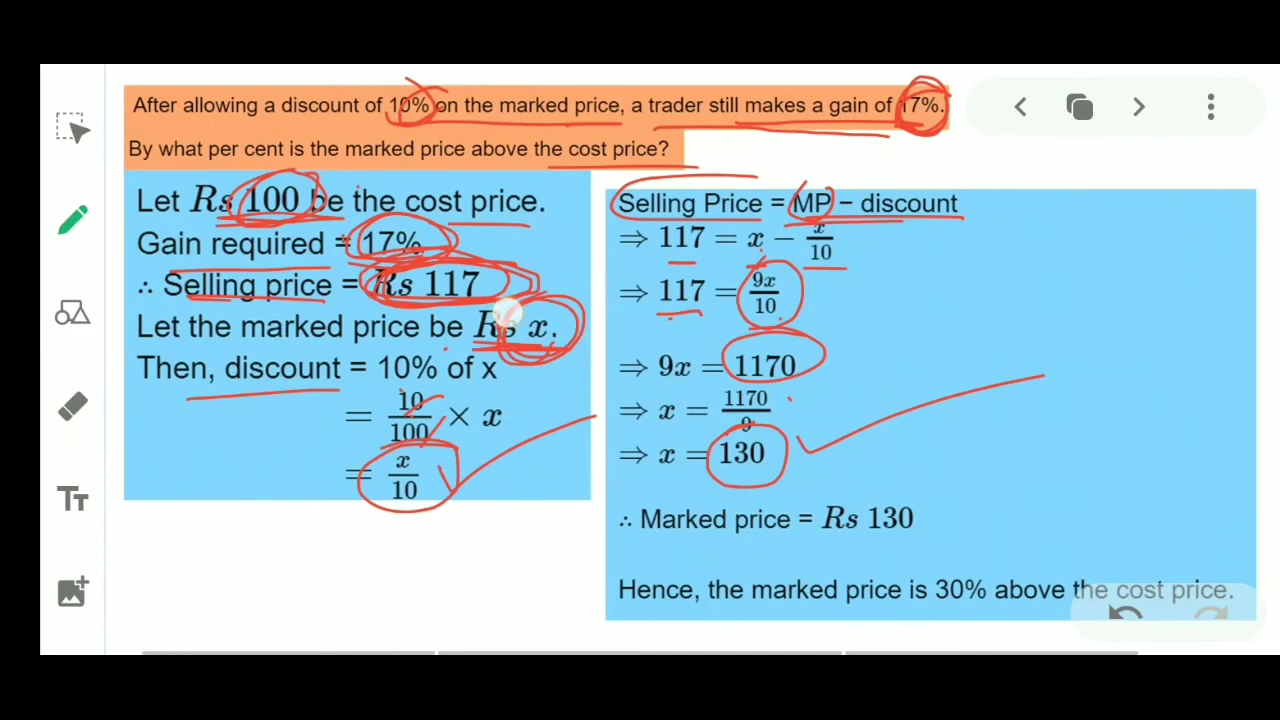 After allowing a discount of 10% on the marked price, a trader still makes a gain of 17%.
By what per cent is the marked price above the cost price?
Let Rs 100 be the cost price.
Gain required = 17%
∴ Selling price = Rs 117
Let the marked price be Rs x.
Then, discount = 10% of x
= 10/100 × x
= x/10
Selling Price = MP − discount
⇒ 117 = x − x/10
⇒ 117 = 9x/10
⇒ 9x = 1170
⇒ x = 1170/9
⇒ x = 130
∴ Marked price = Rs 130
Hence, the marked price is 30% above the cost price.
Tт